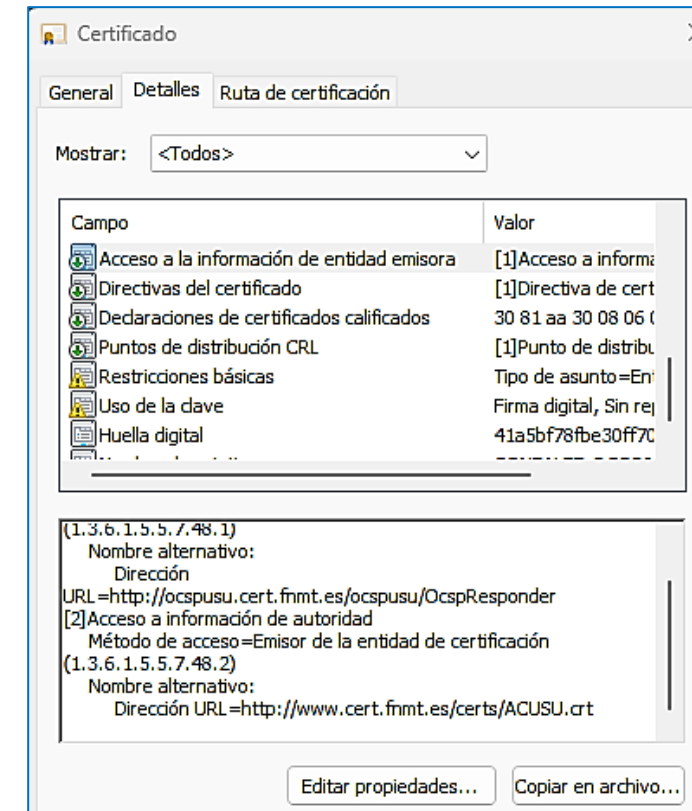 Certificado
General Detalles Ruta de certificación
Mostrar: <Todos>
Campo Valor
Acceso a la información de entidad emisora [1]Acceso a informa
Directivas del certificado [1]Directiva de cert
Declaraciones de certificados calificados 30 81 aa 30 08 06
Puntos de distribución CRL [1]Punto de distribu
Restricciones básicas Tipo de asunto=Ent
Uso de la clave Firma digital, Sin rep
Huella digital 41a5bf78fbe30ff70
(1.3.6.1.5.5.7.48.1)
Nombre alternativo:
Dirección
URL=http://ocspusu.cert.fnmt.es/ocspusu/OcspResponder
[2]Acceso a información de autoridad
Método de acceso=Emisor de la entidad de certificación
(1.3.6.1.5.5.7.48.2)
Nombre alternativo:
Dirección URL=http://www.cert.fnmt.es/certs/ACUSU.crt
Editar propiedades... Copiar en archivo...